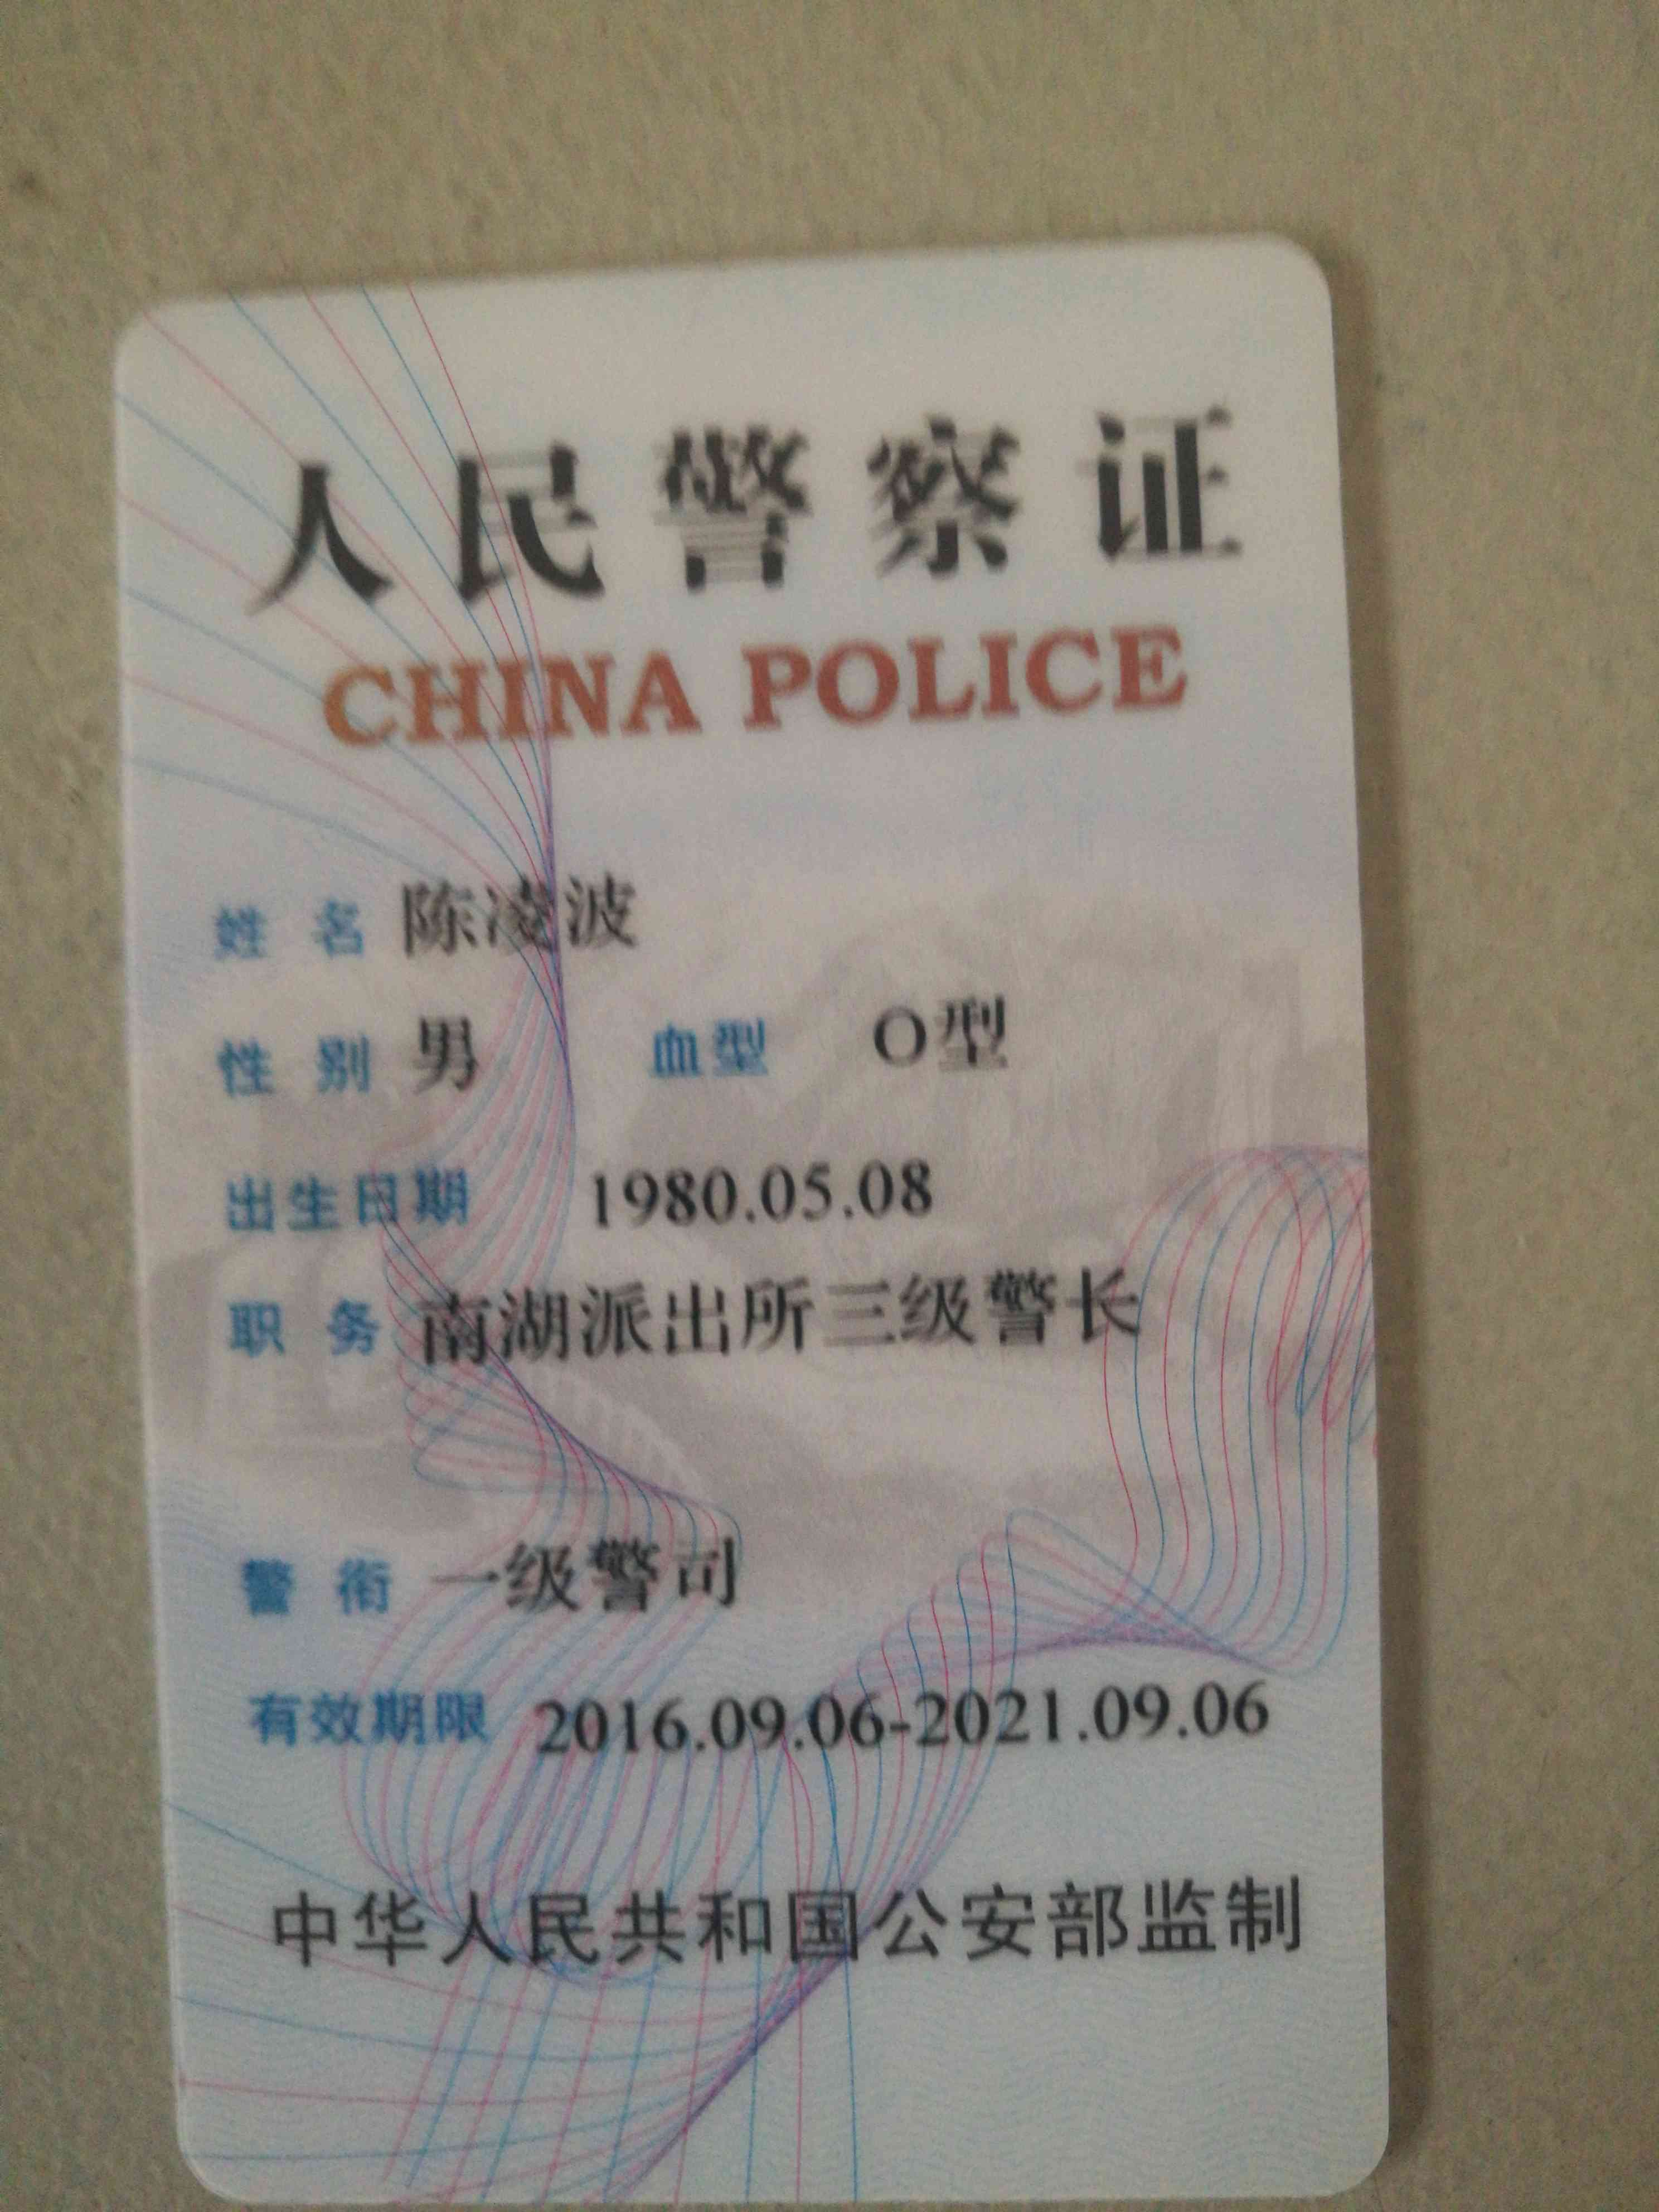 人民警察证
CHINA POLICE
姓名 陈凌波
性别 男 血型 O型
出生日期 1980.05.08
职务 南湖派出所三级警长
警衔 一级警司
有效期限 2016.09.06-2021.09.06
中华人民共和国公安部监制